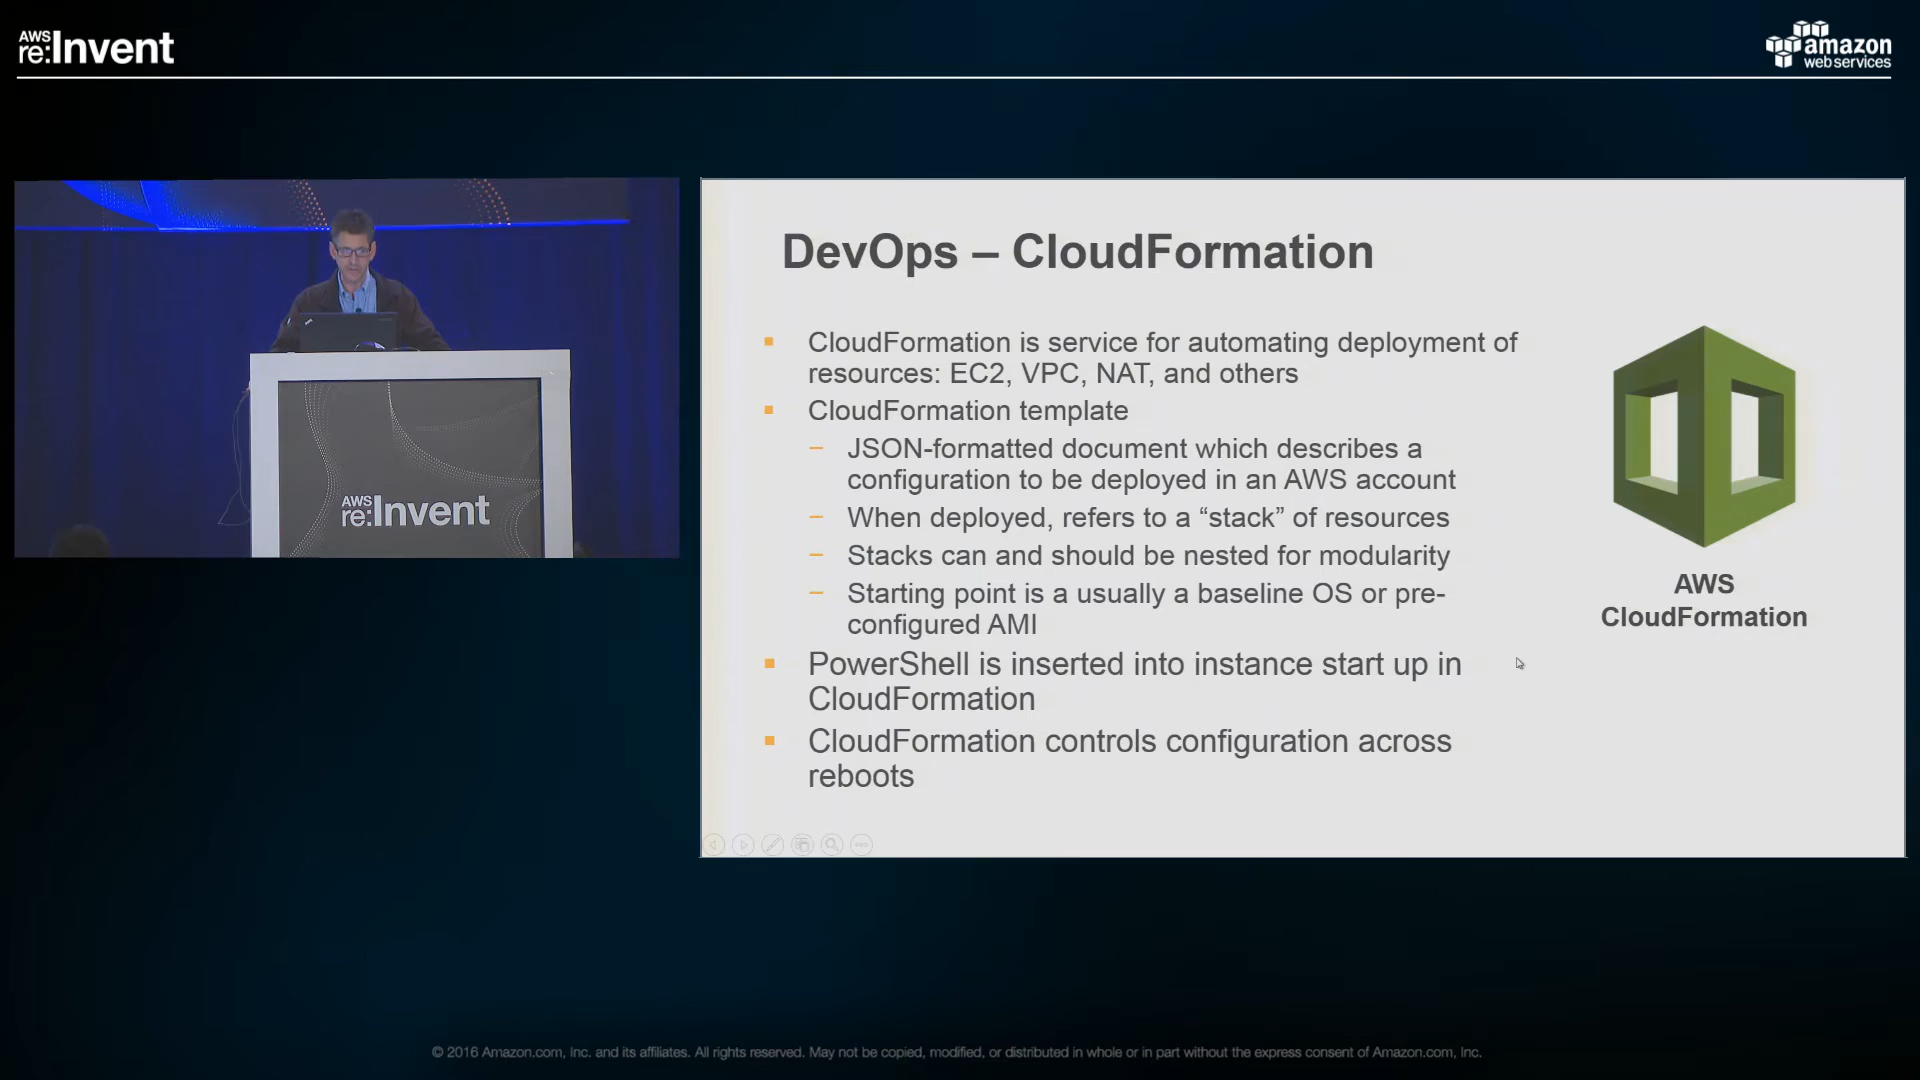 AWS
re:Invent
amazon
web services
DevOps – CloudFormation
CloudFormation is service for automating deployment of
resources: EC2, VPC, NAT, and others
CloudFormation template
JSON-formatted document which describes a
configuration to be deployed in an AWS account
When deployed, refers to a “stack” of resources
Stacks can and should be nested for modularity
Starting point is a usually a baseline OS or pre-
configured AMI
PowerShell is inserted into instance start up in
CloudFormation
CloudFormation controls configuration across
reboots
AWS
CloudFormation
AWS
re:Invent
© 2016 Amazon.com, Inc. and its affiliates. All rights reserved. May not be copied, modified, or distributed in whole or in part without the express consent of Amazon.com, Inc.